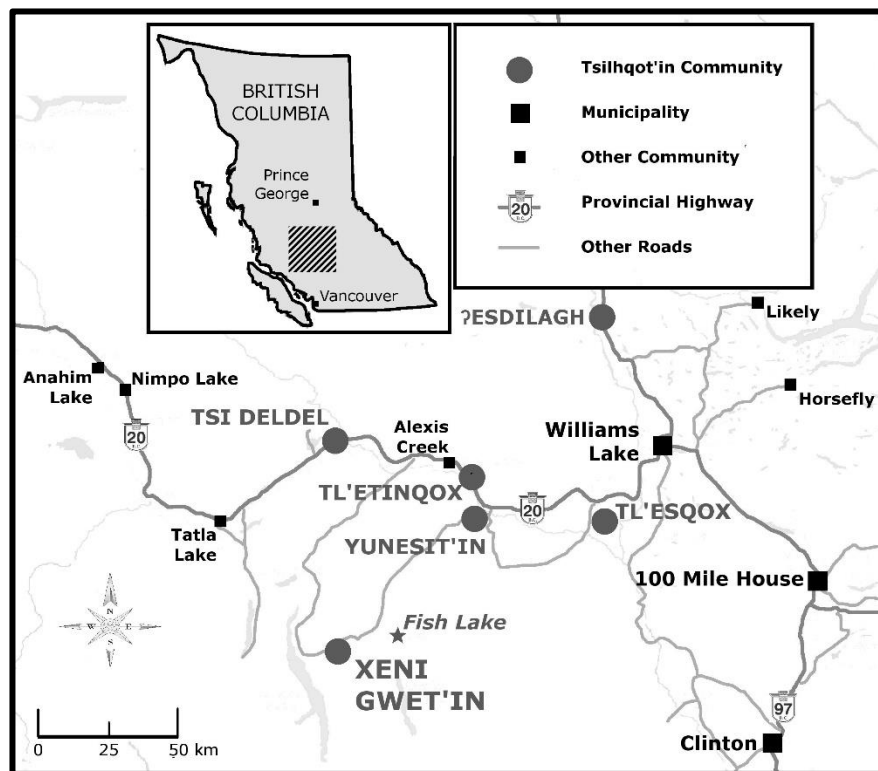 BRITISH
COLUMBIA
Prince
George
Vancouver
Tsilhqot'in Community
Municipality
Other Community
20
Provincial Highway
Other Roads
ʔESDILAGH
Likely
Anahim
Lake
Nimpo Lake
Horsefly
20
TSI DELDEL
Alexis
Creek
Williams
Lake
TL'ETINQOX
20
TL'ESQOX
Tatla
Lake
YUNESIT'IN
100 Mile House
Fish Lake
N
W E
S
XENI
GWET'IN
97
Clinton
0 25 50 km